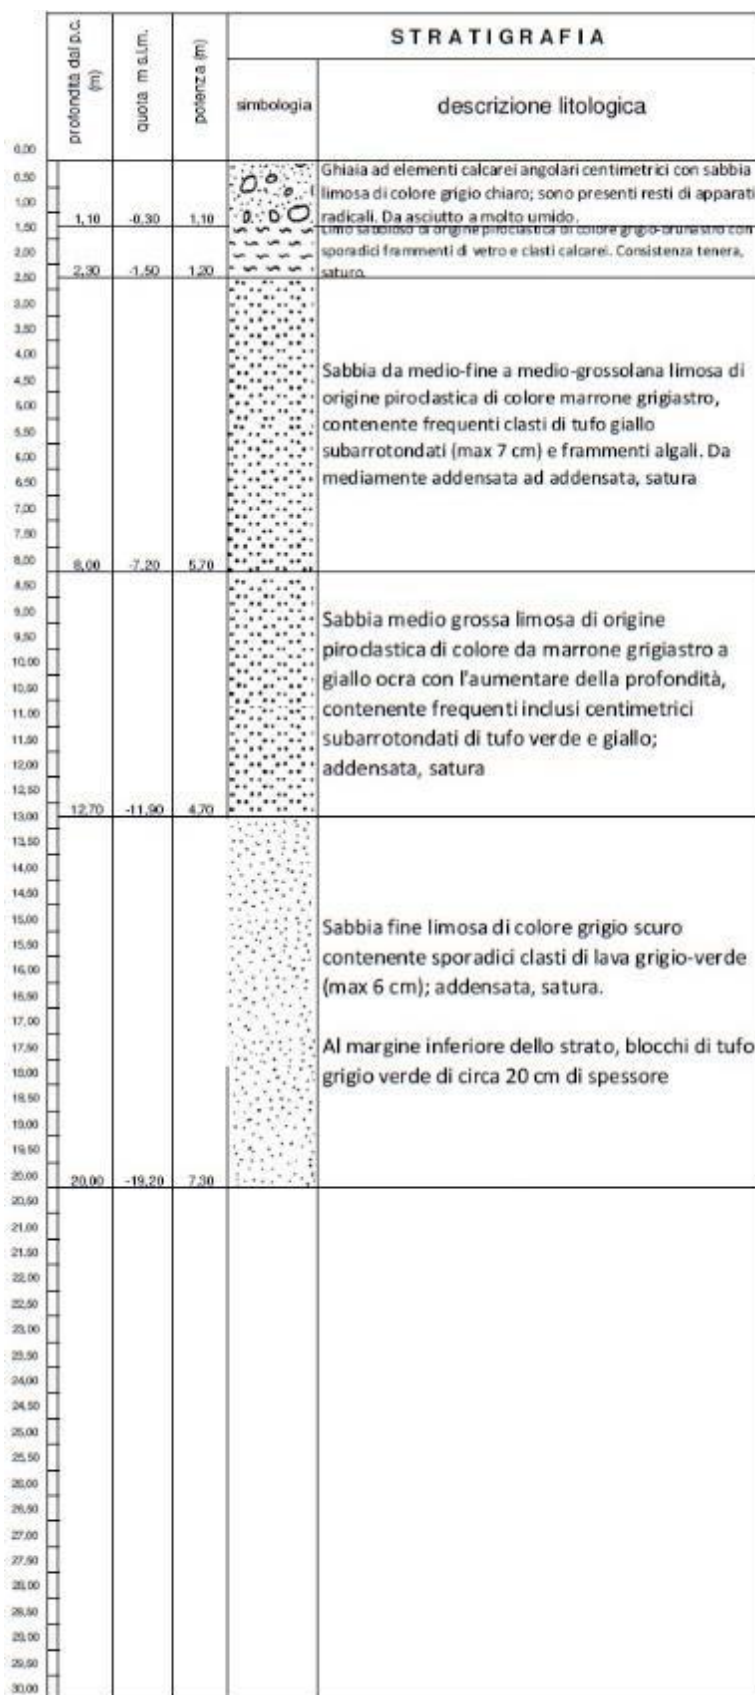 profondità dal p.c. (m)
quota m s.l.m.
potenza (m)
STRATIGRAFIA
simbologia
descrizione litologica
0,00
0,50
1,00
1,50
2,00
2,50
3,00
3,50
4,00
4,50
5,00
5,50
6,00
6,50
7,00
7,50
8,00
8,50
9,00
9,50
10,00
10,50
11,00
11,50
12,00
12,50
13,00
13,50
14,00
14,50
15,00
15,50
16,00
16,50
17,00
17,50
18,00
18,50
19,00
19,50
20,00
20,50
21,00
21,50
22,00
22,50
23,00
23,50
24,00
24,50
25,00
25,50
26,00
26,50
27,00
27,50
28,00
28,50
29,00
29,50
30,00
1,10 -0,30 1,10
Ghiaia ad elementi calcarei angolari centimetrici con sabbia
limosa di colore grigio chiaro; sono presenti resti di apparati
radicali. Da asciutto a molto umido.
2,30 -1,50 1,20
Limo sabbioso di origine piroclastica di colore grigio-brunastro con
sporadici frammenti di vetro e clasti calcarei. Consistenza tenera,
saturo.
8,00 -7,20 5,70
Sabbia da medio-fine a medio-grossolana limosa di
origine piroclastica di colore marrone grigiastro,
contenente frequenti clasti di tufo giallo
subarrotondati (max 7 cm) e frammenti algali. Da
mediamente addensata ad addensata, satura
12,70 -11,90 4,70
Sabbia medio grossa limosa di origine
piroclastica di colore da marrone grigiastro a
giallo ocra con l'aumentare della profondità,
contenente frequenti inclusi centimetrici
subarrotondati di tufo verde e giallo;
addensata, satura
20,00 -19,20 7,30
Sabbia fine limosa di colore grigio scuro
contenente sporadici clasti di lava grigio-verde
(max 6 cm); addensata, satura.
Al margine inferiore dello strato, blocchi di tufo
grigio verde di circa 20 cm di spessore